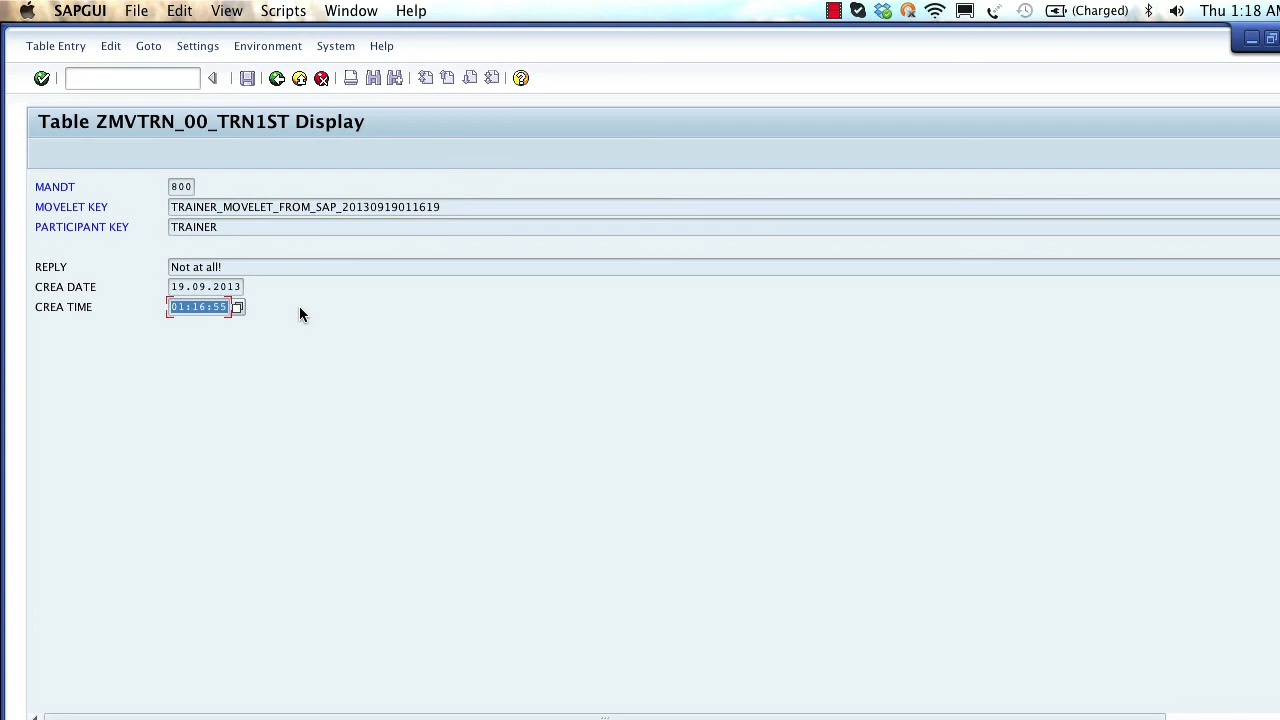 SAPGUI File Edit View Scripts Window Help (Charged) Thu 1:18 AM
Table Entry Edit Goto Settings Environment System Help
Table ZMVTRN_00_TRN1ST Display
MANDT 800
MOVELET KEY TRAINER_MOVELET_FROM_SAP_20130919011619
PARTICIPANT KEY TRAINER
REPLY Not at all!
CREA DATE 19.09.2013
CREA TIME 01:16:55